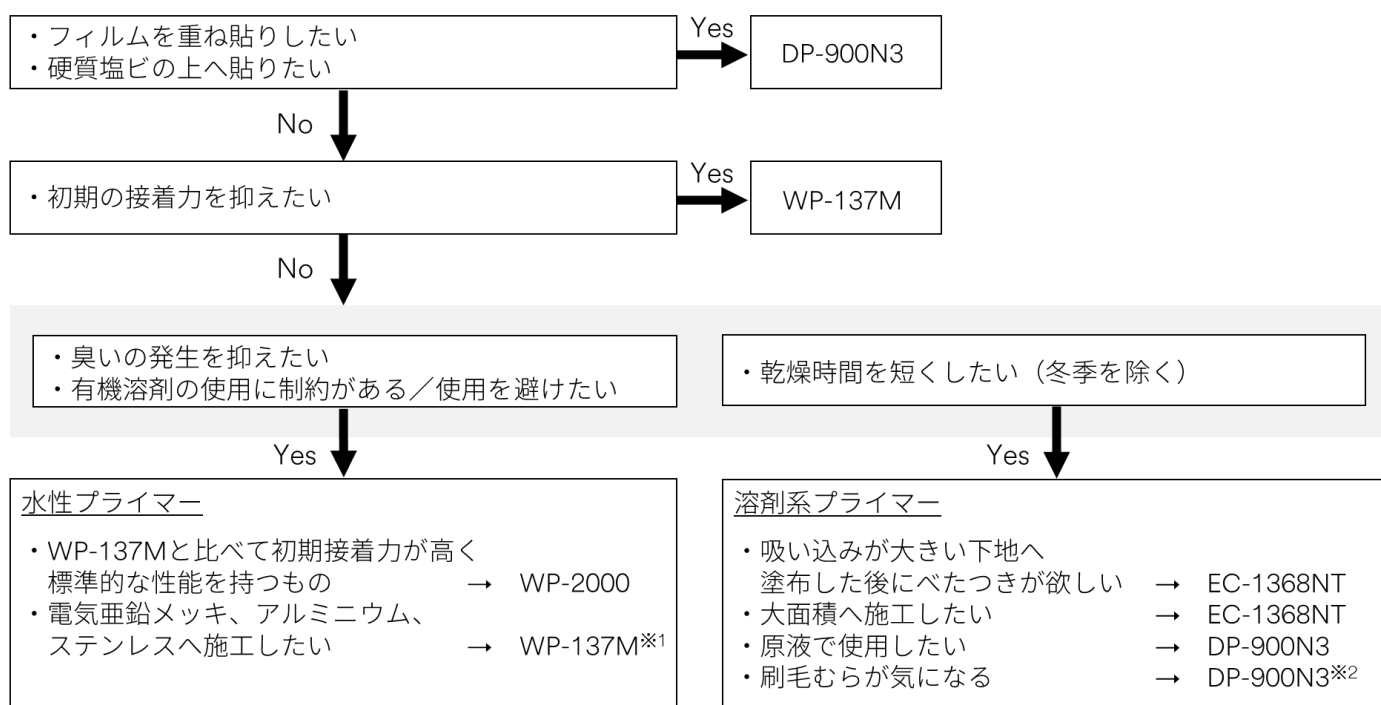 ・フィルムを重ね貼りしたい
・硬質塩ビの上へ貼りたい
Yes
DP-900N3
No
・初期の接着力を抑えたい
Yes
WP-137M
No
・臭いの発生を抑えたい
・有機溶剤の使用に制約がある／使用を避けたい
・乾燥時間を短くしたい（冬季を除く）
Yes
Yes
水性プライマー
・WP-137Mと比べて初期接着力が高く
標準的な性能を持つもの → WP-2000
・電気亜鉛メッキ、アルミニウム、
ステンレスへ施工したい → WP-137M※1
溶剤系プライマー
・吸い込みが大きい下地へ
塗布した後にべたつきが欲しい → EC-1368NT
・大面積へ施工したい → EC-1368NT
・原液で使用したい → DP-900N3
・刷毛むらが気になる → DP-900N3※2